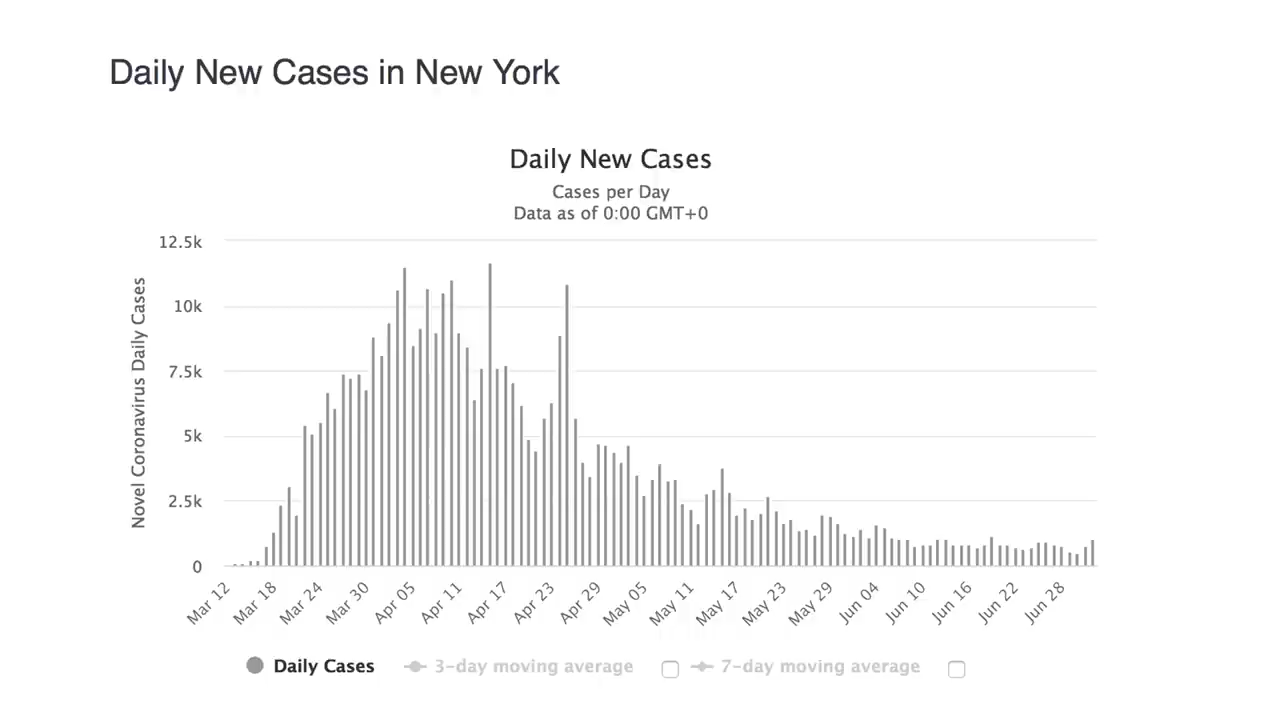 Daily New Cases in New York
Daily New Cases
Cases per Day
Data as of 0:00 GMT+0
Novel Coronavirus Daily Cases
12.5k
10k
7.5k
5k
2.5k
0
Mar 12
Mar 18
Mar 24
Mar 30
Apr 05
Apr 11
Apr 17
Apr 23
Apr 29
May 05
May 11
May 17
May 23
May 29
Jun 04
Jun 10
Jun 16
Jun 22
Jun 28
Daily Cases 3-day moving average 7-day moving average